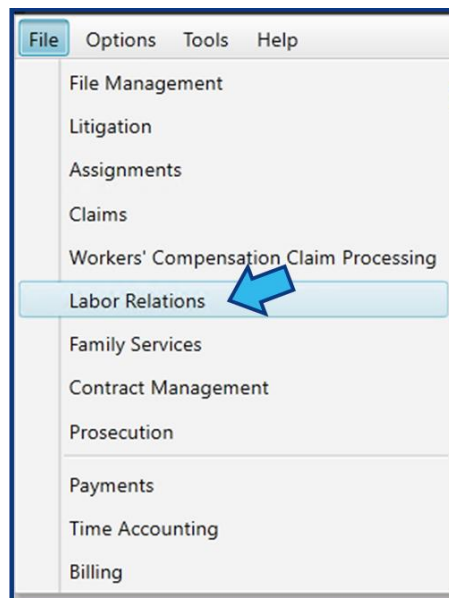 File Options Tools Help
File Management
Litigation
Assignments
Claims
Workers' Compensation Claim Processing
Labor Relations
Family Services
Contract Management
Prosecution
Payments
Time Accounting
Billing